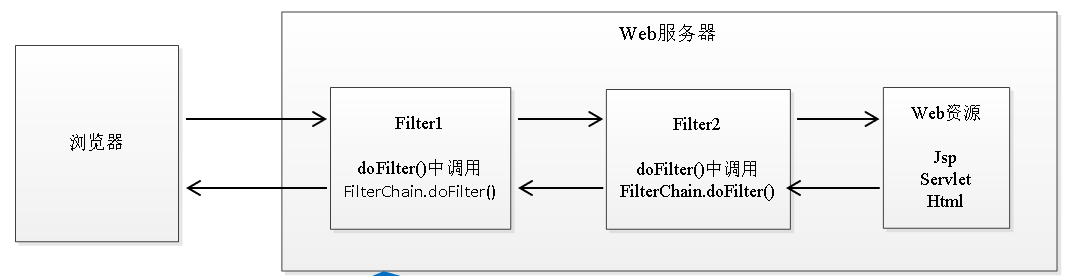 Web服务器
浏览器
Filter1
doFilter()中调用
FilterChain.doFilter()
Filter2
doFilter()中调用
FilterChain.doFilter()
Web资源
Jsp
Servlet
Html